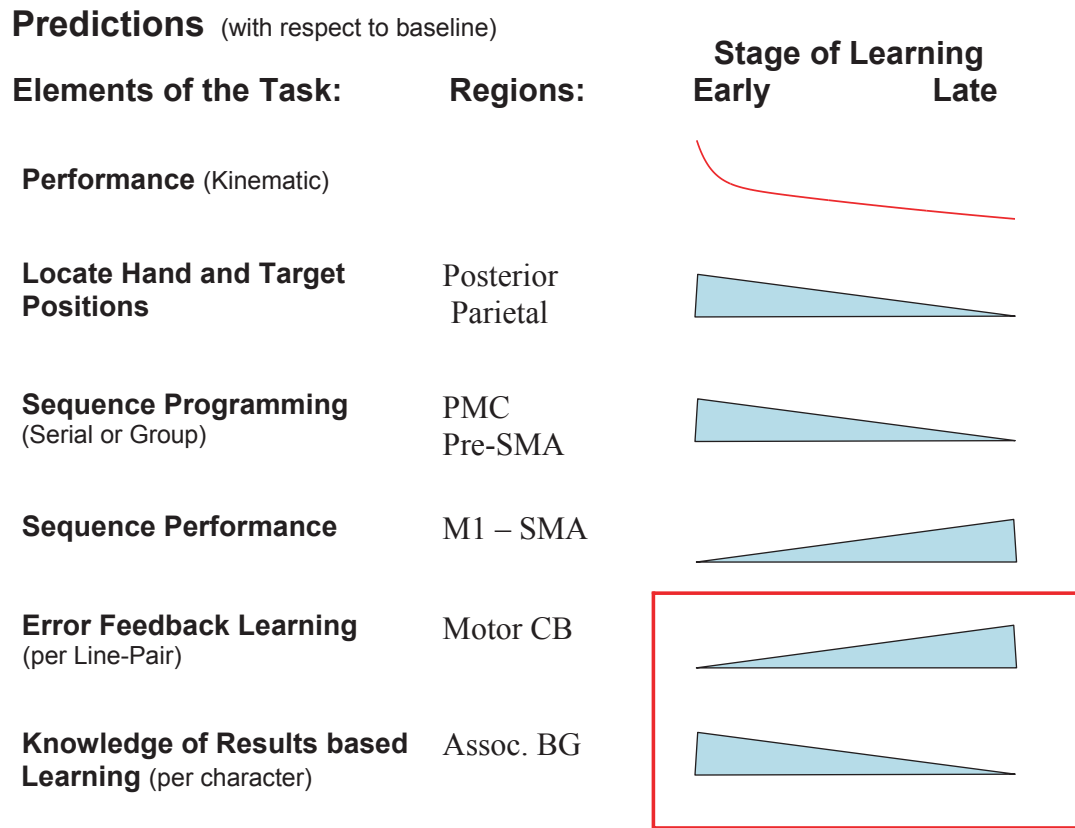 Predictions (with respect to baseline)
Stage of Learning
Elements of the Task: Regions: Early Late
Performance (Kinematic)
Locate Hand and Target Positions
Posterior
Parietal
Sequence Programming
(Serial or Group)
PMC
Pre-SMA
Sequence Performance M1 – SMA
Error Feedback Learning
(per Line-Pair)
Motor CB
Knowledge of Results based
Learning (per character)
Assoc. BG